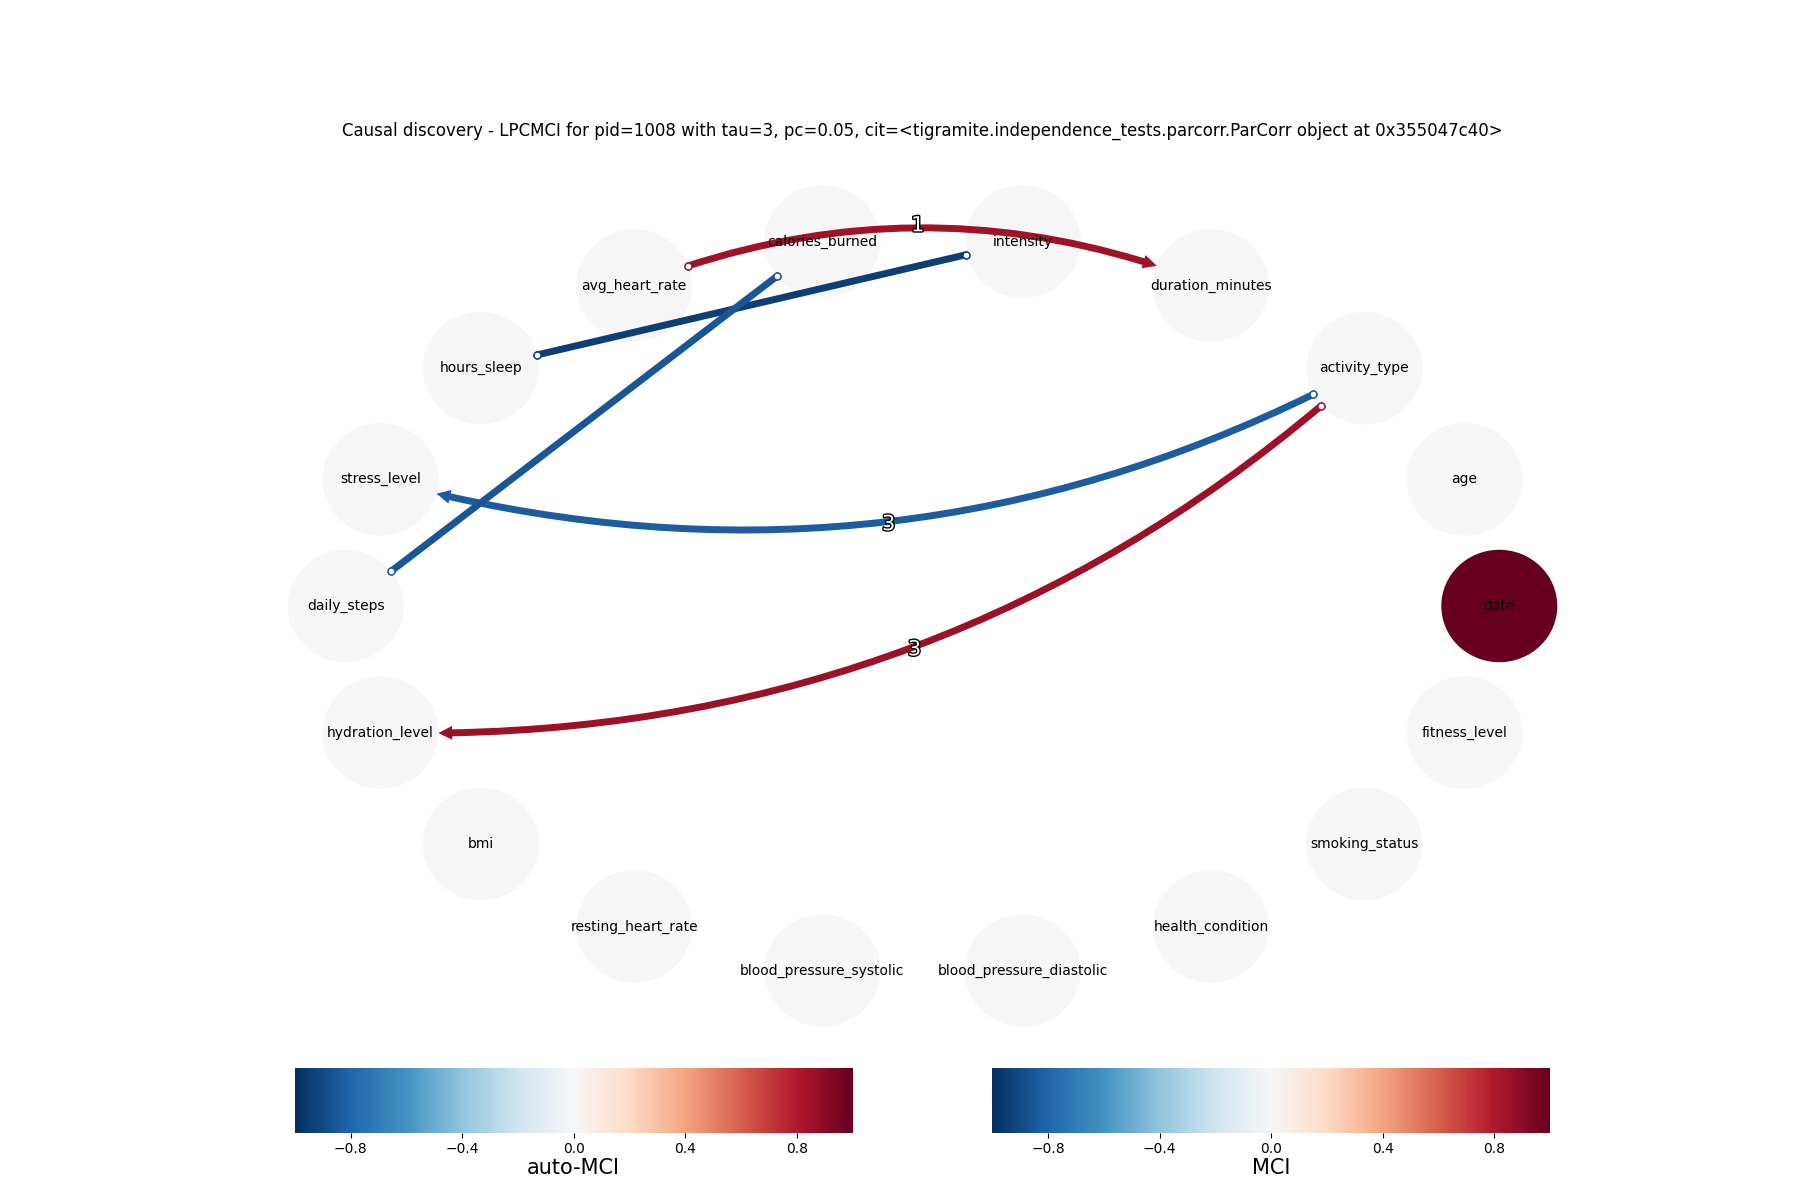 Causal discovery - LPCMCI for pid=1008 with tau=3, pc=0.05, cit=<tigramite.independence_tests.parcorr.ParCorr object at 0x355047c40>
1
calories_burned
intensity
avg_heart_rate
duration_minutes
hours_sleep
activity_type
stress_level
age
3
daily_steps
date
3
hydration_level
fitness_level
bmi
smoking_status
resting_heart_rate
health_condition
blood_pressure_systolic
blood_pressure_diastolic
−0.8 −0.4 0.0 0.4 0.8
auto-MCI
−0.8 −0.4 0.0 0.4 0.8
MCI